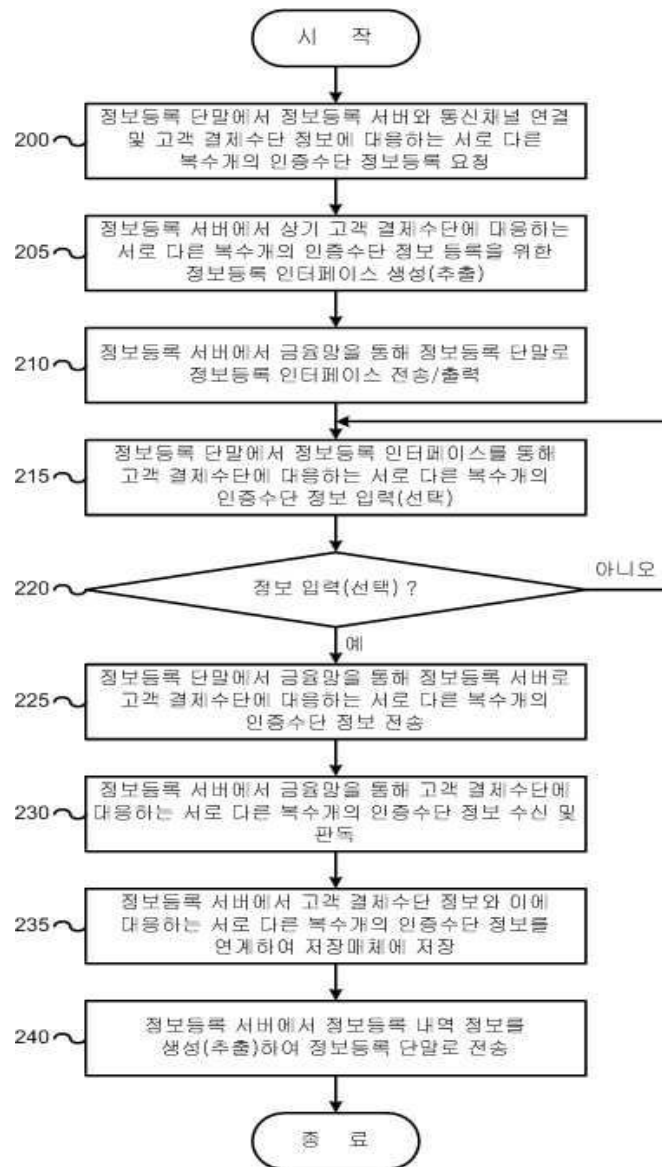 시 작
200
정보등록 단말에서 정보등록 서버와 통신채널 연결
및 고객 결제수단 정보에 대응하는 서로 다른
복수개의 인증수단 정보등록 요청
205
정보등록 서버에서 상기 고객 결제수단에 대응하는
서로 다른 복수개의 인증수단 정보 등록을 위한
정보등록 인터페이스 생성(추출)
210
정보등록 서버에서 금융망을 통해 정보등록 단말로
정보등록 인터페이스 전송/출력
215
정보등록 단말에서 정보등록 인터페이스를 통해
고객 결제수단에 대응하는 서로 다른 복수개의
인증수단 정보 입력(선택)
220
정보 입력(선택) ?
아니오
예
225
정보등록 단말에서 금융망을 통해 정보등록 서버로
고객 결제수단에 대응하는 서로 다른 복수개의
인증수단 정보 전송
230
정보등록 서버에서 금융망을 통해 고객 결제수단에
대응하는 서로 다른 복수개의 인증수단 정보 수신 및
판독
235
정보등록 서버에서 고객 결제수단 정보와 이에
대응하는 서로 다른 복수개의 인증수단 정보를
연계하여 저장매체에 저장
240
정보등록 서버에서 정보등록 내역 정보를
생성(추출)하여 정보등록 단말로 전송
종 료